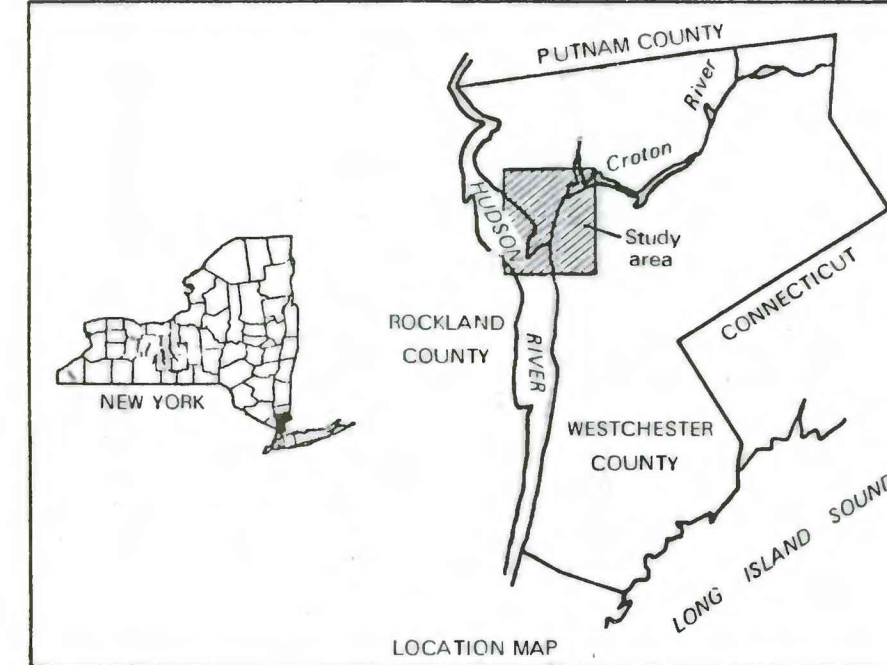 PUTNAM COUNTY
River
Croton
HUDSON
Study
area
CONNECTICUT
ROCKLAND
COUNTY
RIVER
NEW YORK
WESTCHESTER
COUNTY
LONG ISLAND SOUND
LOCATION MAP